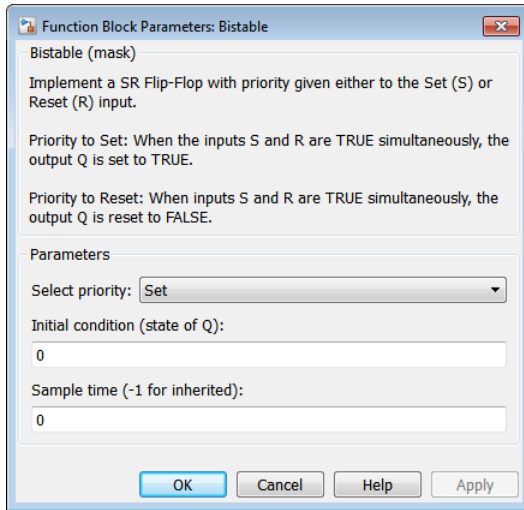 Function Block Parameters: Bistable
Bistable (mask)
Implement a SR Flip-Flop with priority given either to the Set (S) or
Reset (R) input.
Priority to Set: When the inputs S and R are TRUE simultaneously, the
output Q is set to TRUE.
Priority to Reset: When inputs S and R are TRUE simultaneously, the
output Q is reset to FALSE.
Parameters
Select priority: Set
Initial condition (state of Q):
0
Sample time (-1 for inherited):
0
OK Cancel Help Apply